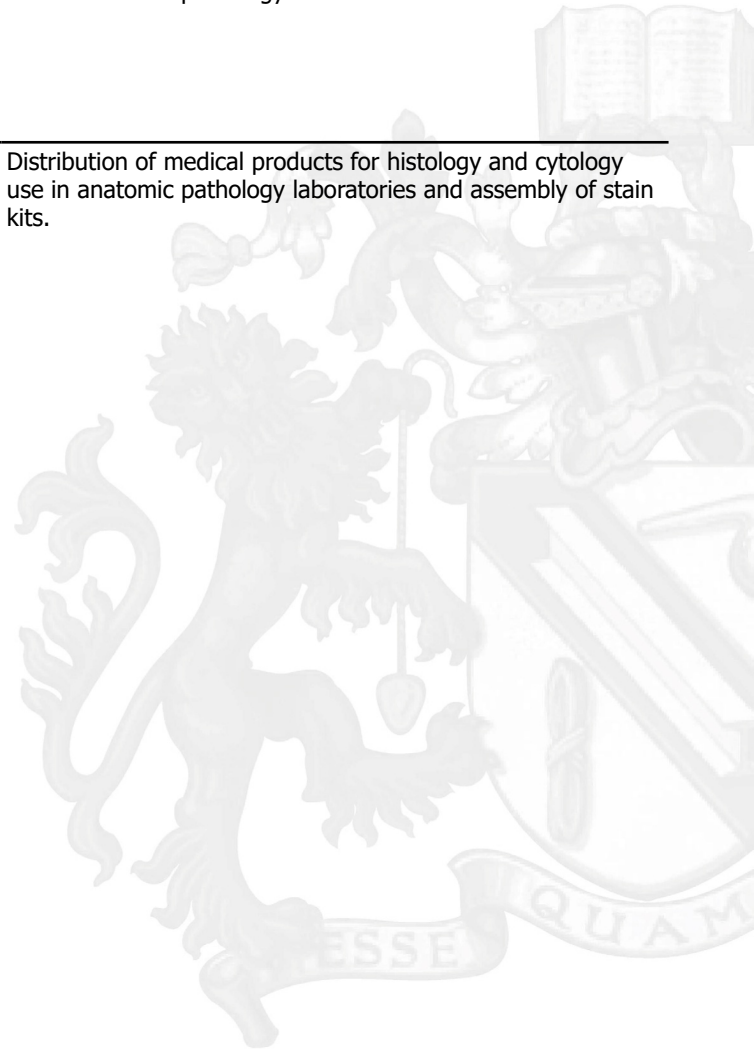 Distribution of medical products for histology and cytology
use in anatomic pathology laboratories and assembly of stain
kits.
ESSE
QUAM